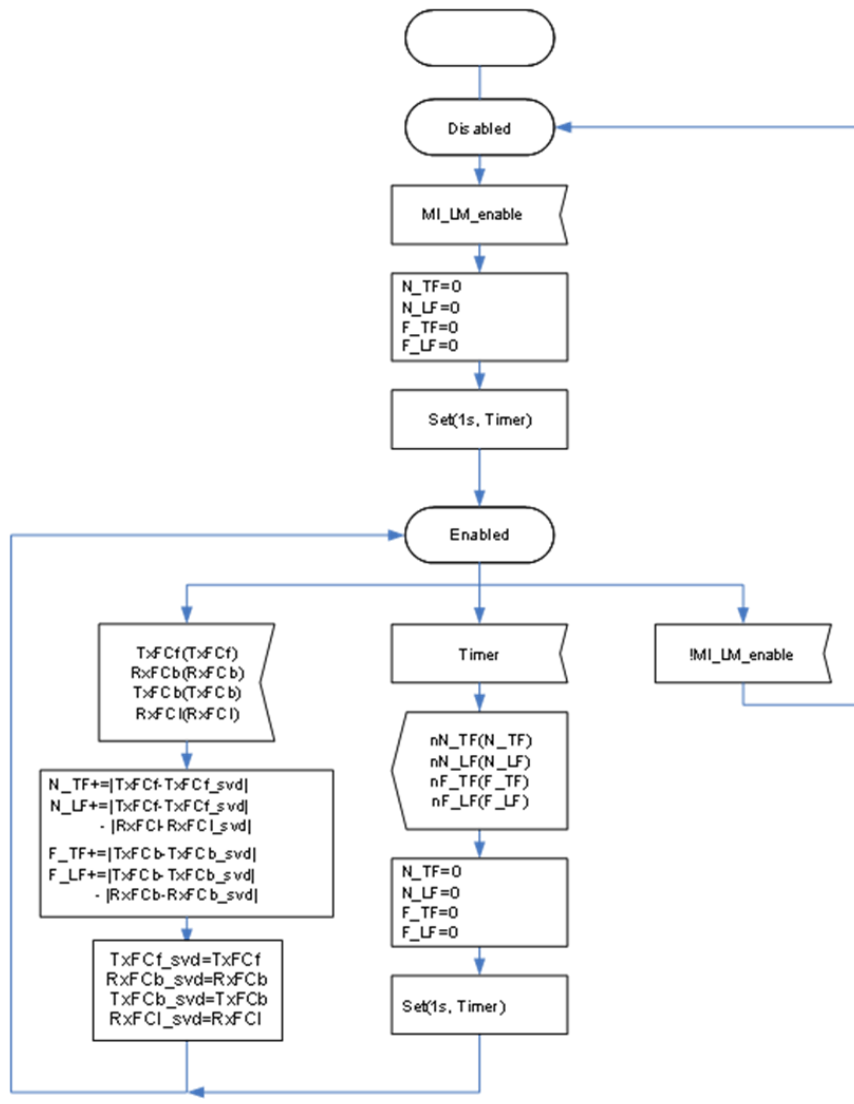 Disabled
MI_LM_enable
N_TF=0
N_LF=0
F_TF=0
F_LF=0
Set(1s, Timer)
Enabled
TxFCf(TxFCf)
RxFCb(RxFCb)
TxFCb(TxFCb)
RxFCl(RxFCl)
N_TF+=|TxFCf-TxFCf_svd|
N_LF+=|TxFCf-TxFCf_svd|
- |RxFCl-RxFCl_svd|
F_TF+=|TxFCb-TxFCb_svd|
F_LF+=|TxFCb-TxFCb_svd|
- |RxFCb-RxFCb_svd|
TxFCf_svd=TxFCf
RxFCb_svd=RxFCb
TxFCb_svd=TxFCb
RxFCl_svd=RxFCl
Timer
nN_TF(N_TF)
nN_LF(N_LF)
nF_TF(F_TF)
nF_LF(F_LF)
N_TF=0
N_LF=0
F_TF=0
F_LF=0
Set(1s, Timer)
!MI_LM_enable